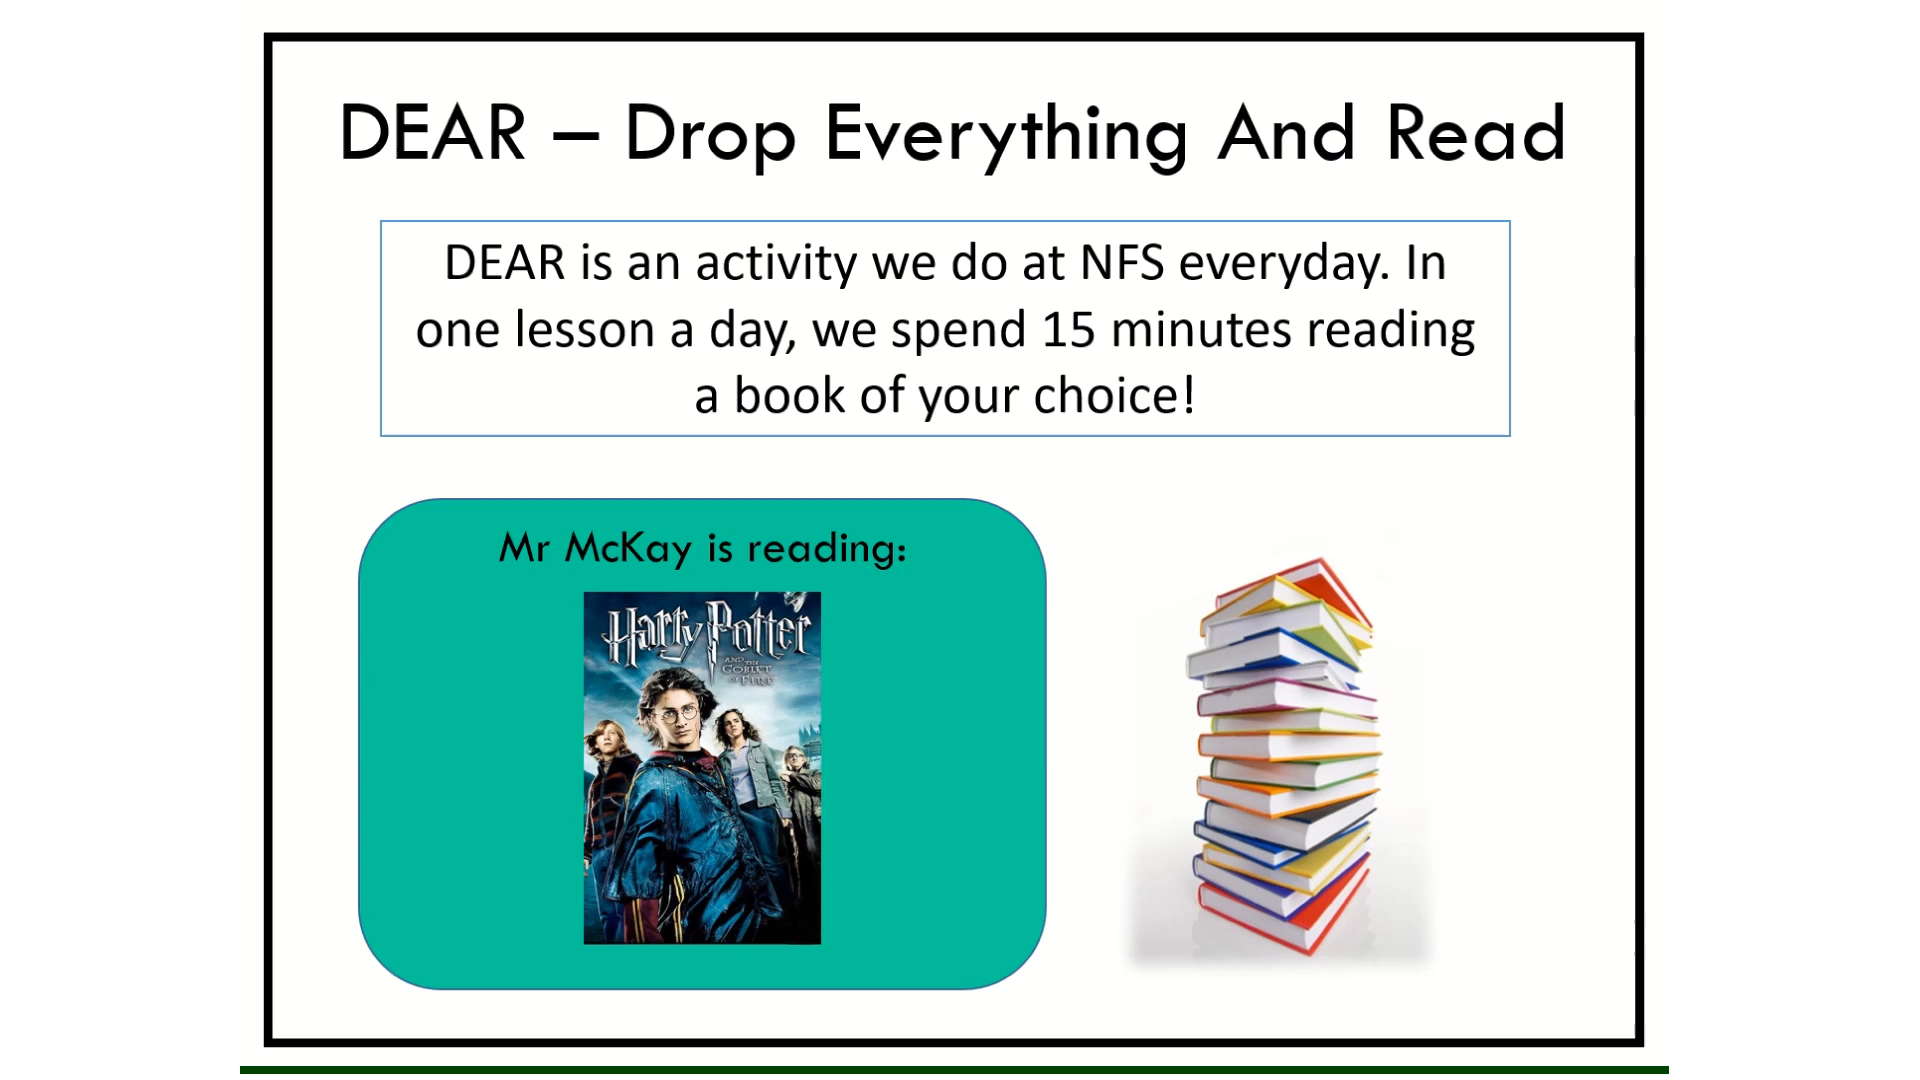 DEAR – Drop Everything And Read
DEAR is an activity we do at NFS everyday. In
one lesson a day, we spend 15 minutes reading
a book of your choice!
Mr McKay is reading:
Harry Potter
AND THE
GOBLET
OF FIRE